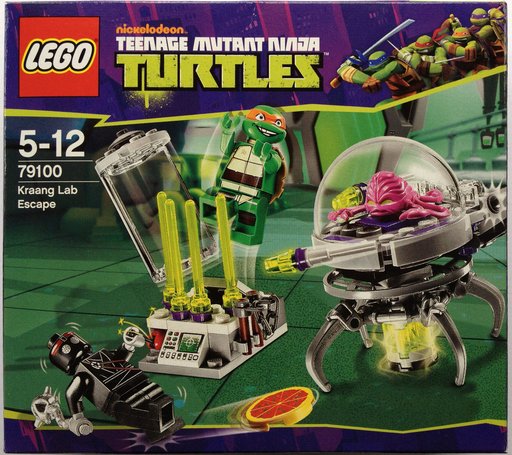 LEGO
nickelodeon
TEENAGE MUTANT NINJA
TURTLES
5-12
79100
Kraang Lab
Escape